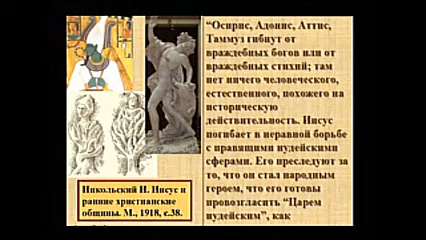 “Осирис, Адонис, Аттис,
Таммуз гибнут от
враждебных богов или от
враждебных стихий; там
нет ничего человеческого,
естественного, похожего на
историческую
действительность. Иисус
погибает в неравной борьбе
с правящими иудейскими
сферами. Его преследуют за
то, что он стал народным
героем, что его готовы
провозгласить “Царем
иудейским”, как
Никольский Н. Иисус и
ранние христианские
общины. М., 1918, с.38.